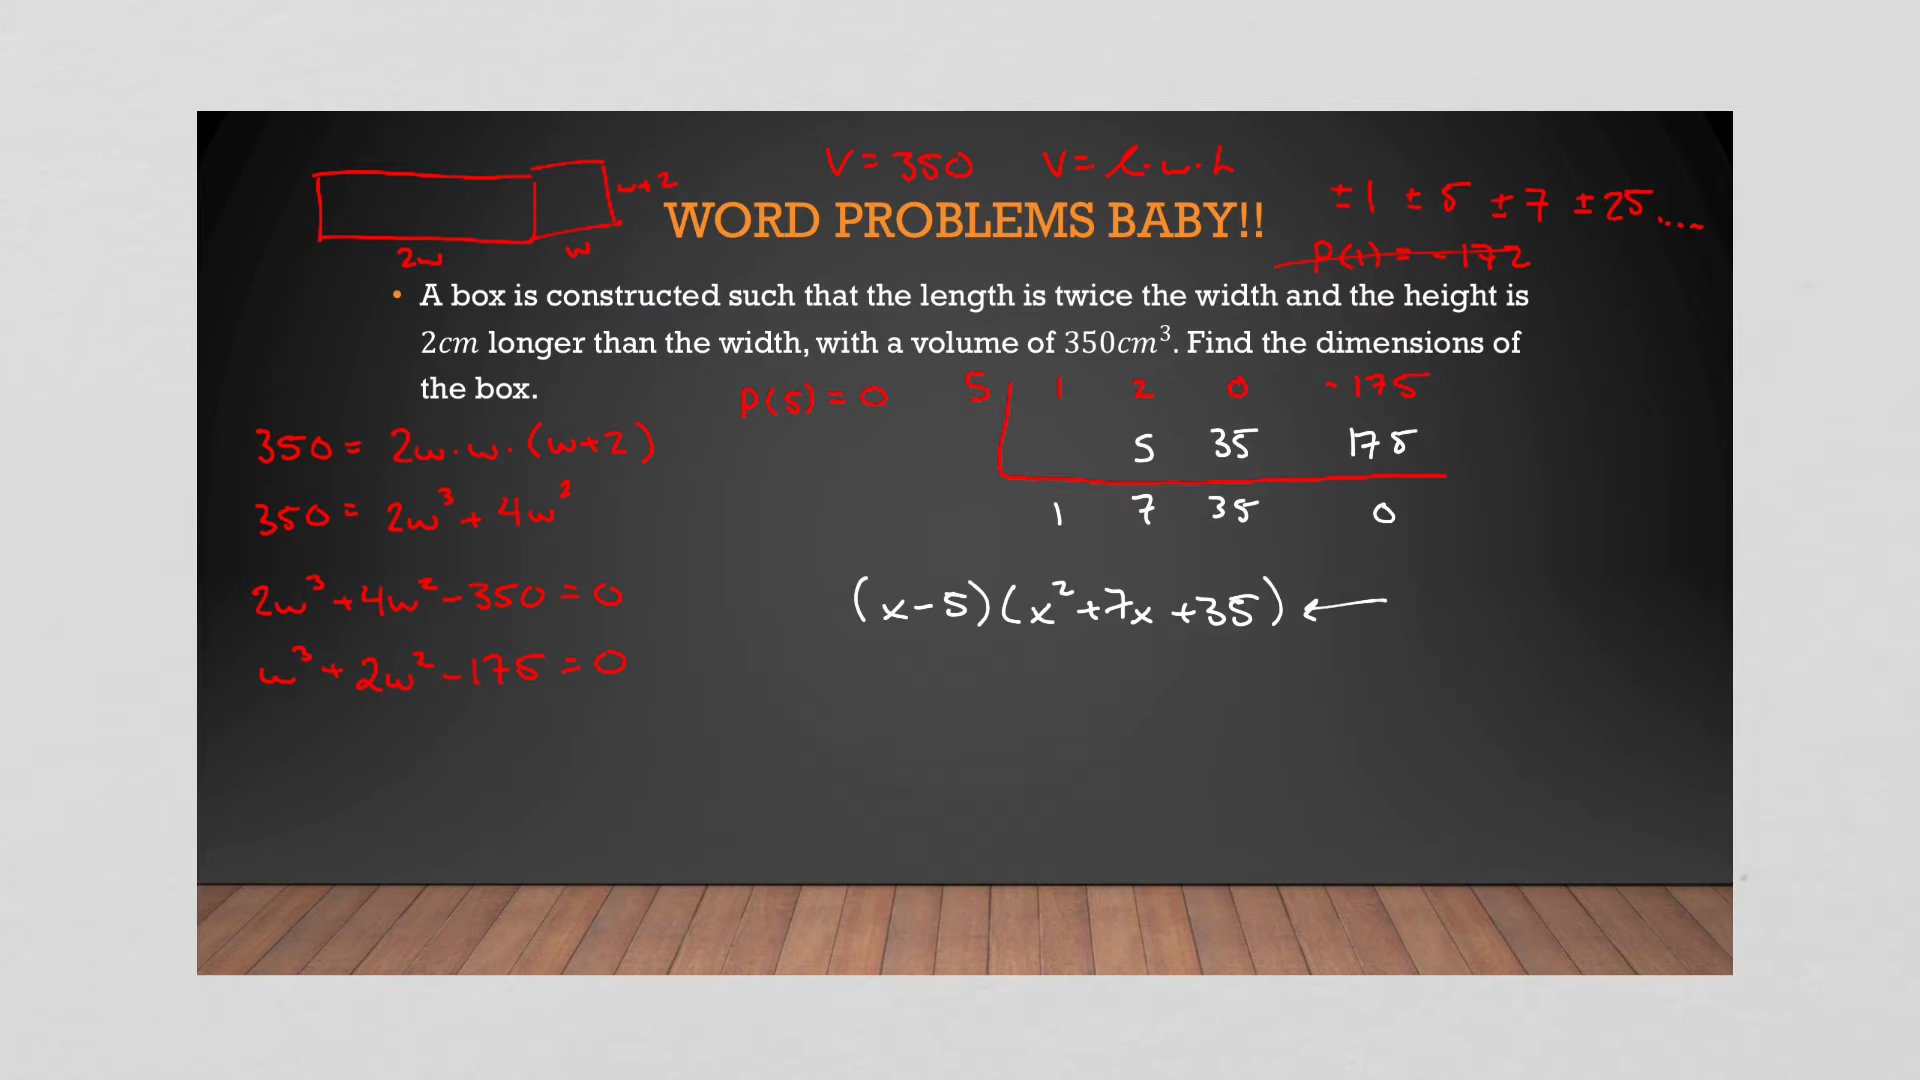 V = 350 V = l · w · h
w+2
WORD PROBLEMS BABY!!
±1 ±5 ±7 ±25....
2w w
P(1) = -172
• A box is constructed such that the length is twice the width and the height is
2cm longer than the width, with a volume of 350cm³. Find the dimensions of
the box.
P(5) = 0
5 1 2 0 -175
5 35 175
1 7 35 0
350 = 2w · w · (w+2)
350 = 2w³ + 4w²
2w³ + 4w² - 350 = 0
w³ + 2w² - 175 = 0
(x - 5)(x² + 7x + 35) ←